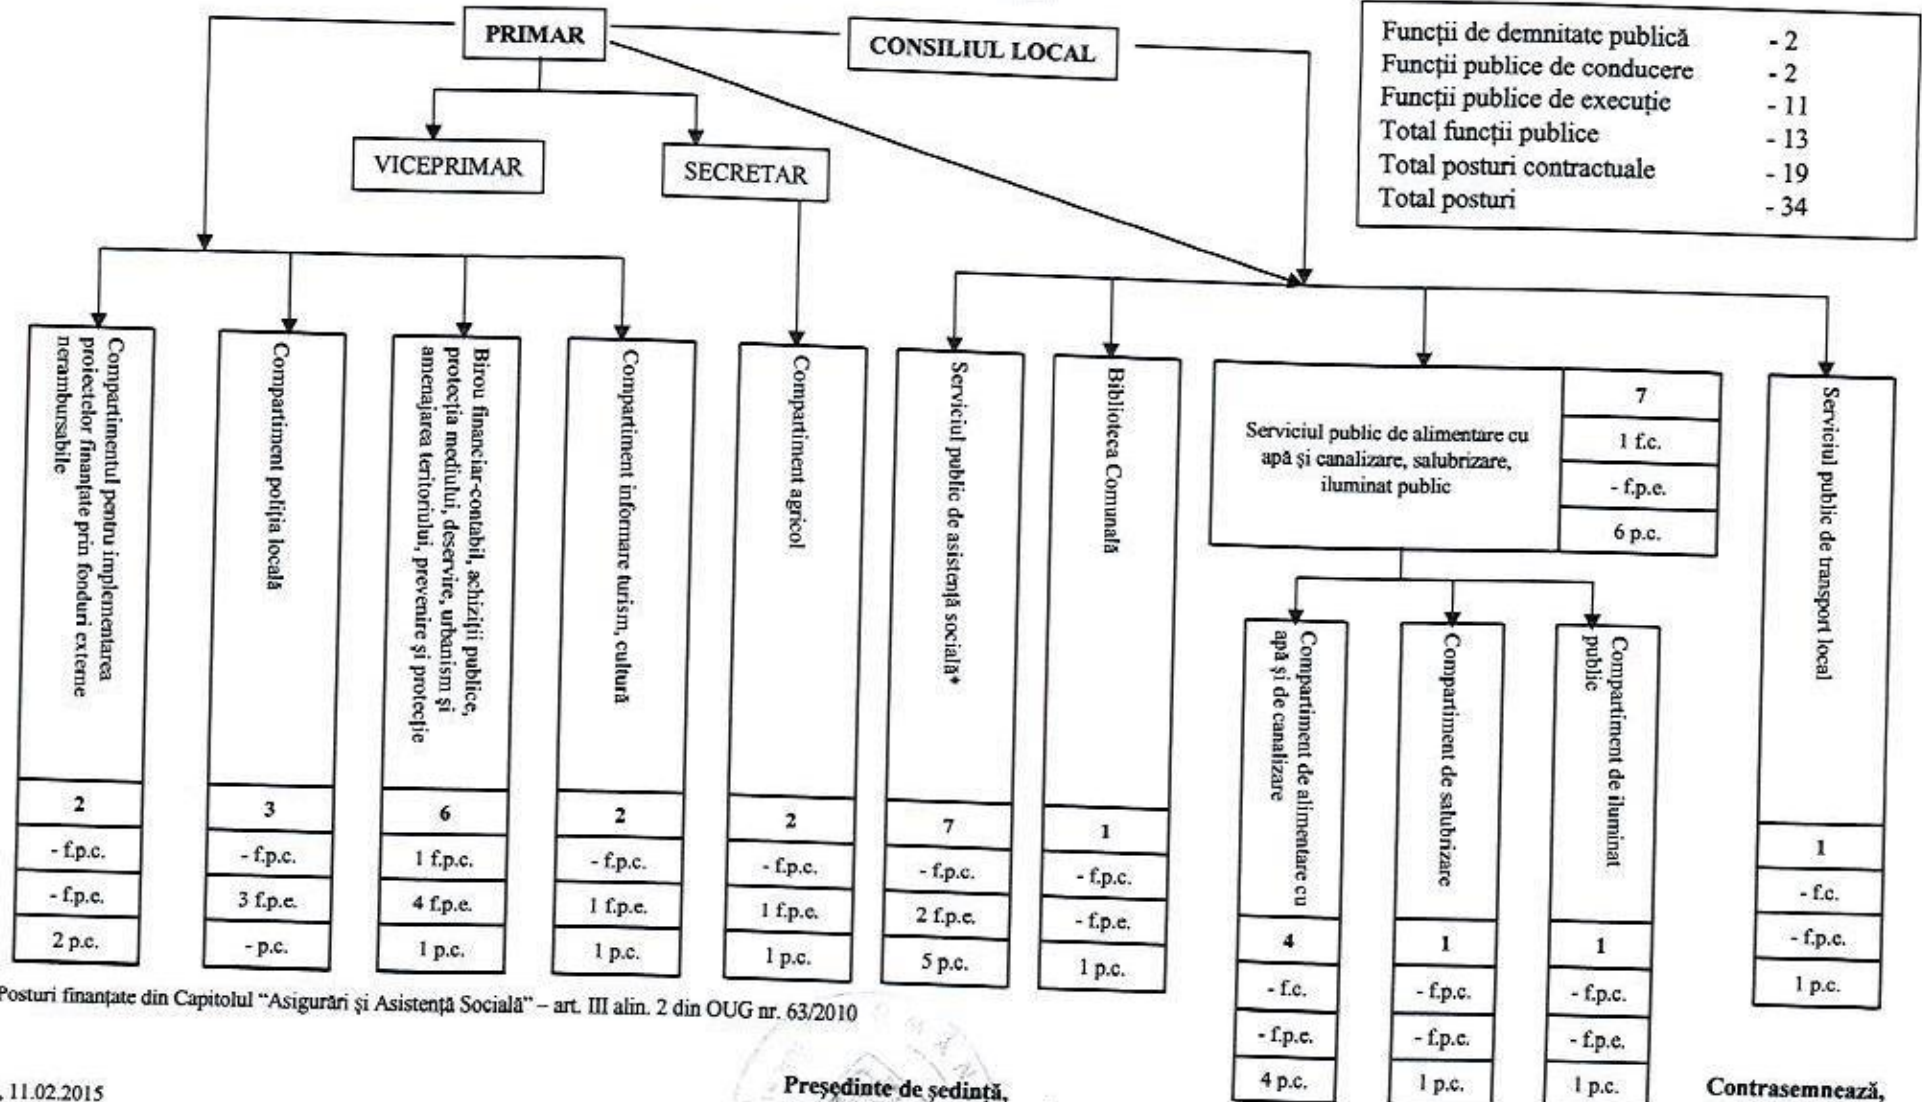 PRIMAR
CONSILIUL LOCAL
VICEPRIMAR
SECRETAR
Funcții de demnitate publică - 2
Funcții publice de conducere - 2
Funcții publice de execuție - 11
Total funcții publice - 13
Total posturi contractuale - 19
Total posturi - 34
Compartimentul pentru implementarea
proiectelor finanțate prin fonduri externe
nerambursabile
2
- f.p.c.
- f.p.e.
2 p.c.
Compartiment poliția locală
3
- f.p.c.
3 f.p.e.
- p.c.
Birou financiar-contabil, achiziții publice,
protecția mediului, deservire, urbanism și
amenajarea teritoriului, prevenire și protecție
6
1 f.p.c.
4 f.p.e.
1 p.c.
Compartiment informare turism, cultură
2
- f.p.c.
1 f.p.e.
1 p.c.
Compartiment agricol
2
- f.p.c.
1 f.p.e.
1 p.c.
Serviciul public de asistență socială*
7
- f.p.c.
2 f.p.e.
5 p.c.
Biblioteca Comunală
1
- f.p.c.
- f.p.e.
1 p.c.
Serviciul public de alimentare cu
apă și canalizare, salubrizare,
iluminat public
7
1 f.c.
- f.p.e.
6 p.c.
Compartiment de alimentare cu
apă și de canalizare
4
- f.c.
- f.p.e.
4 p.c.
Compartiment de salubrizare
1
- f.p.c.
- f.p.e.
1 p.c.
Compartiment de iluminat
public
1
- f.p.c.
- f.p.e.
1 p.c.
Serviciul public de transport local
1
- f.c.
- f.p.e.
1 p.c.
Posturi finanțate din Capitolul “Asigurări și Asistență Socială” – art. III alin. 2 din OUG nr. 63/2010
, 11.02.2015
Președinte de ședință,
Contrasemnează,